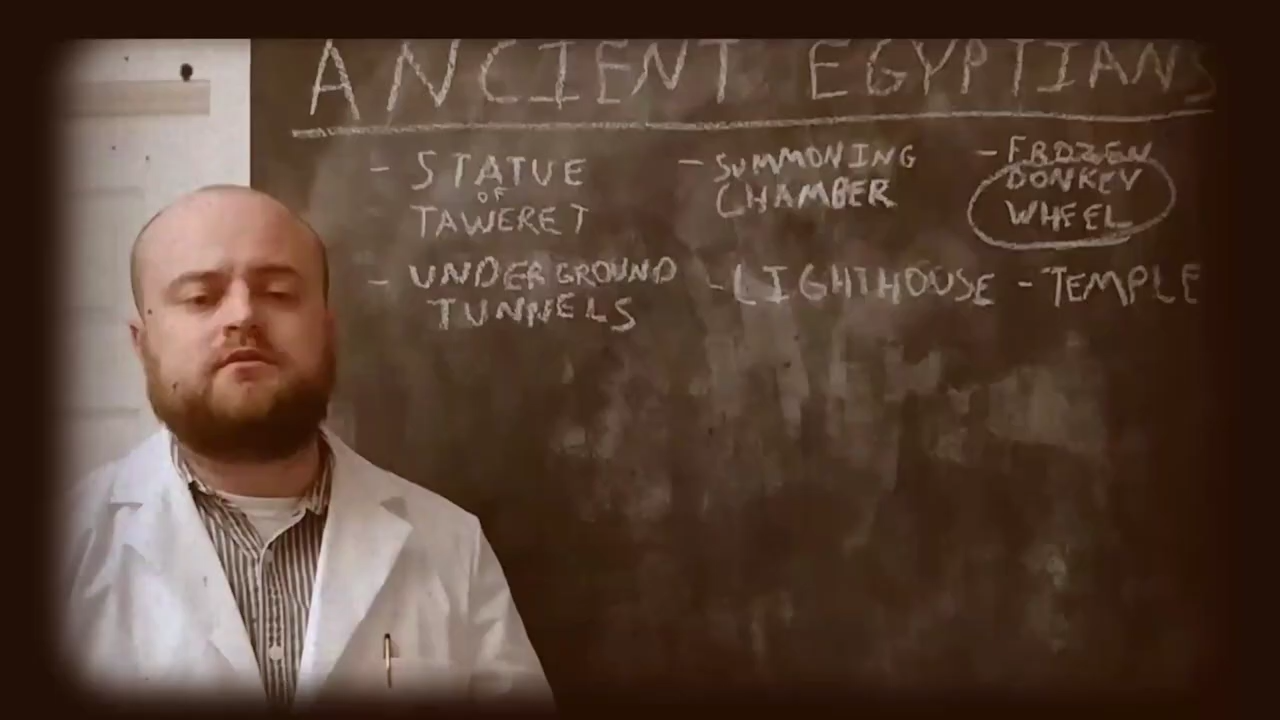 ANCIENT EGYPTIANS
- STATUE
OF
TAWERET
- SUMMONING
CHAMBER
- FROZEN
DONKEY
WHEEL
- UNDERGROUND
TUNNELS
- LIGHTHOUSE
- TEMPLE